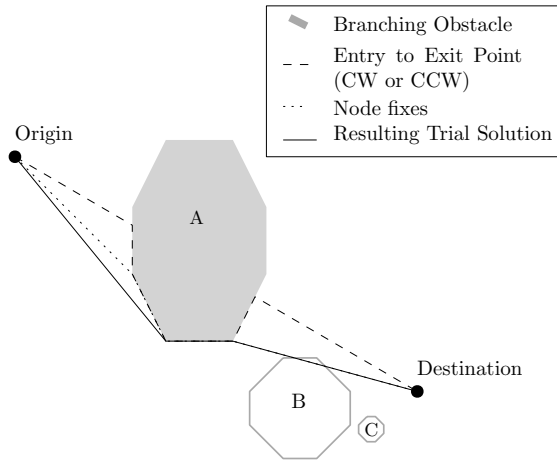 Branching Obstacle
Entry to Exit Point
(CW or CCW)
Node fixes
Resulting Trial Solution
Origin
A
Destination
B
C